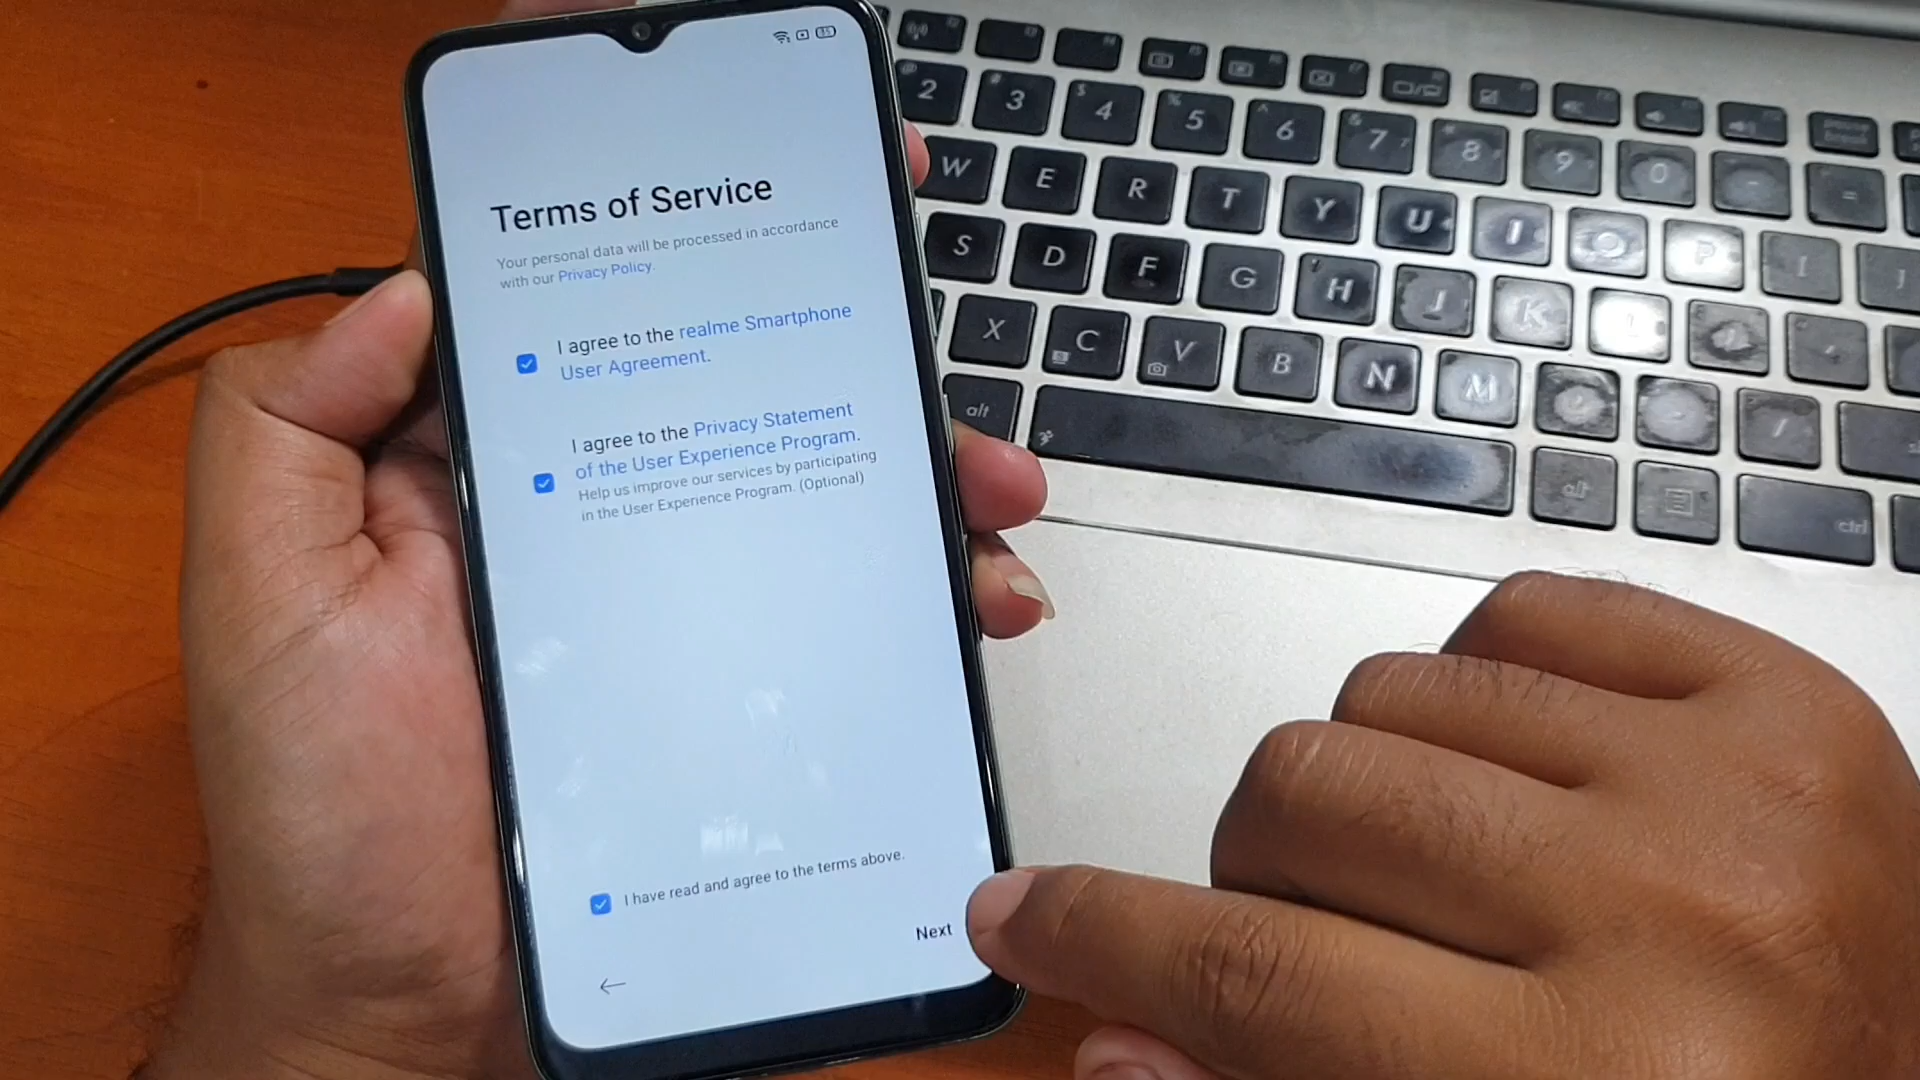 Terms of Service
Your personal data will be processed in accordance
with our Privacy Policy.
I agree to the realme Smartphone
User Agreement.
I agree to the Privacy Statement
of the User Experience Program.
Help us improve our services by participating
in the User Experience Program. (Optional)
I have read and agree to the terms above.
Next
2 3 4 5 6 7 8 9 0 - =
W E R T Y U I O P [ ]
S D F G H J K L
X C V B N M
alt alt ctrl